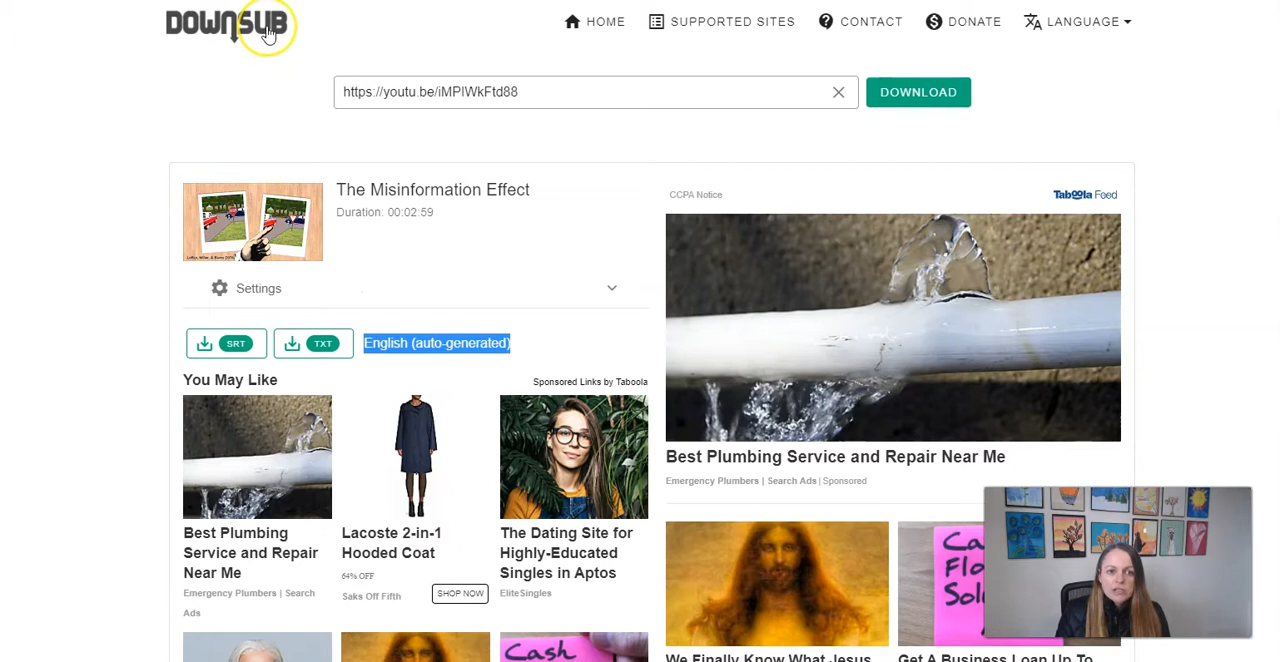 DOWNSUB
HOME
SUPPORTED SITES
CONTACT
DONATE
LANGUAGE
https://youtu.be/iMPIWkFtd88
DOWNLOAD
The Misinformation Effect
Duration: 00:02:59
Settings
SRT
TXT
English (auto-generated)
You May Like
Sponsored Links by Taboola
Best Plumbing
Service and Repair
Near Me
Emergency Plumbers | Search
Ads
Lacoste 2-in-1
Hooded Coat
64% OFF
Saks Off Fifth
SHOP NOW
The Dating Site for
Highly-Educated
Singles in Aptos
EliteSingles
Cash
CCPA Notice
Taboola Feed
Best Plumbing Service and Repair Near Me
Emergency Plumbers | Search Ads | Sponsored
We Finally Know What Jesus
Get A Business Loan Up To